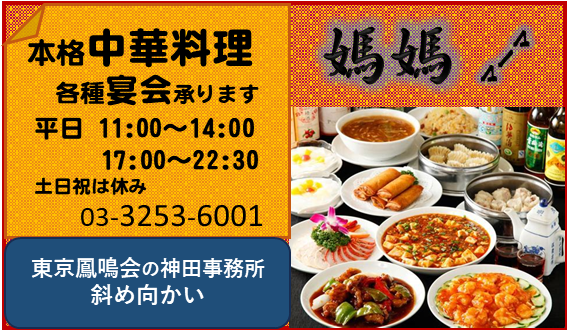 本格中華料理
各種宴会承ります
平日 11:00～14:00
17:00～22:30
土日祝は休み
03-3253-6001
東京鳳鳴会の神田事務所
斜め向かい
媽媽